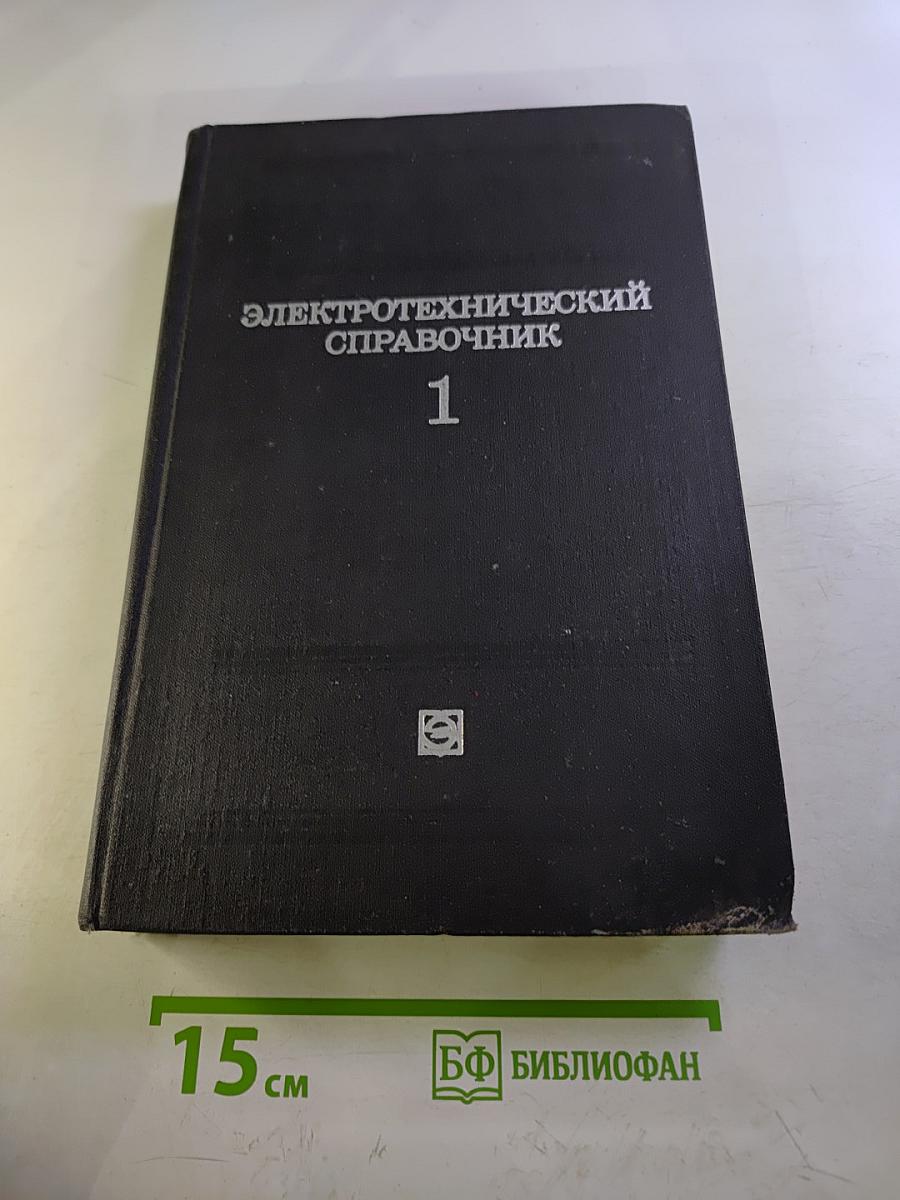 ЭЛЕКТРОТЕХНИЧЕСКИЙ
СПРАВОЧНИК
1
Э
15 см
БФ БИБЛИОФАН